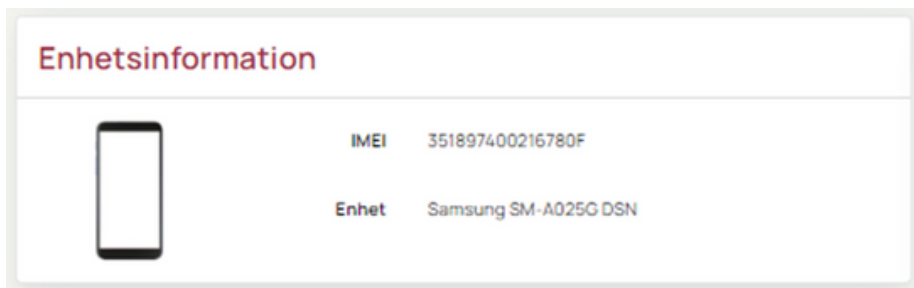 Enhetsinformation
IMEI 351897400216780F
Enhet Samsung SM-A025G DSN